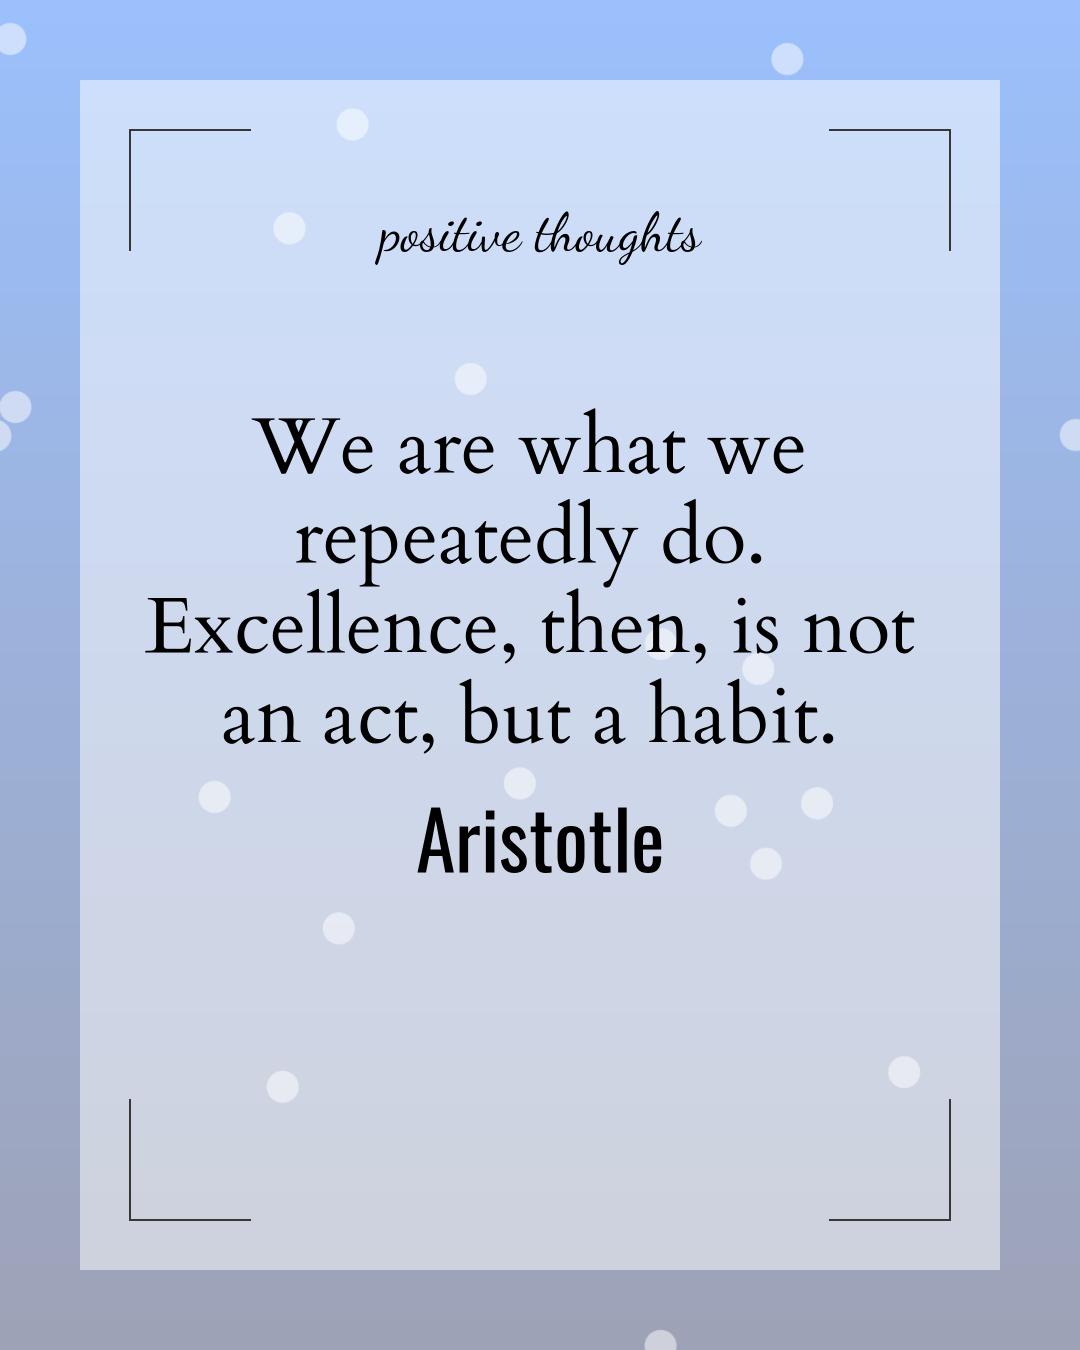 positive thoughts
We are what we
repeatedly do.
Excellence, then, is not
an act, but a habit.
Aristotle